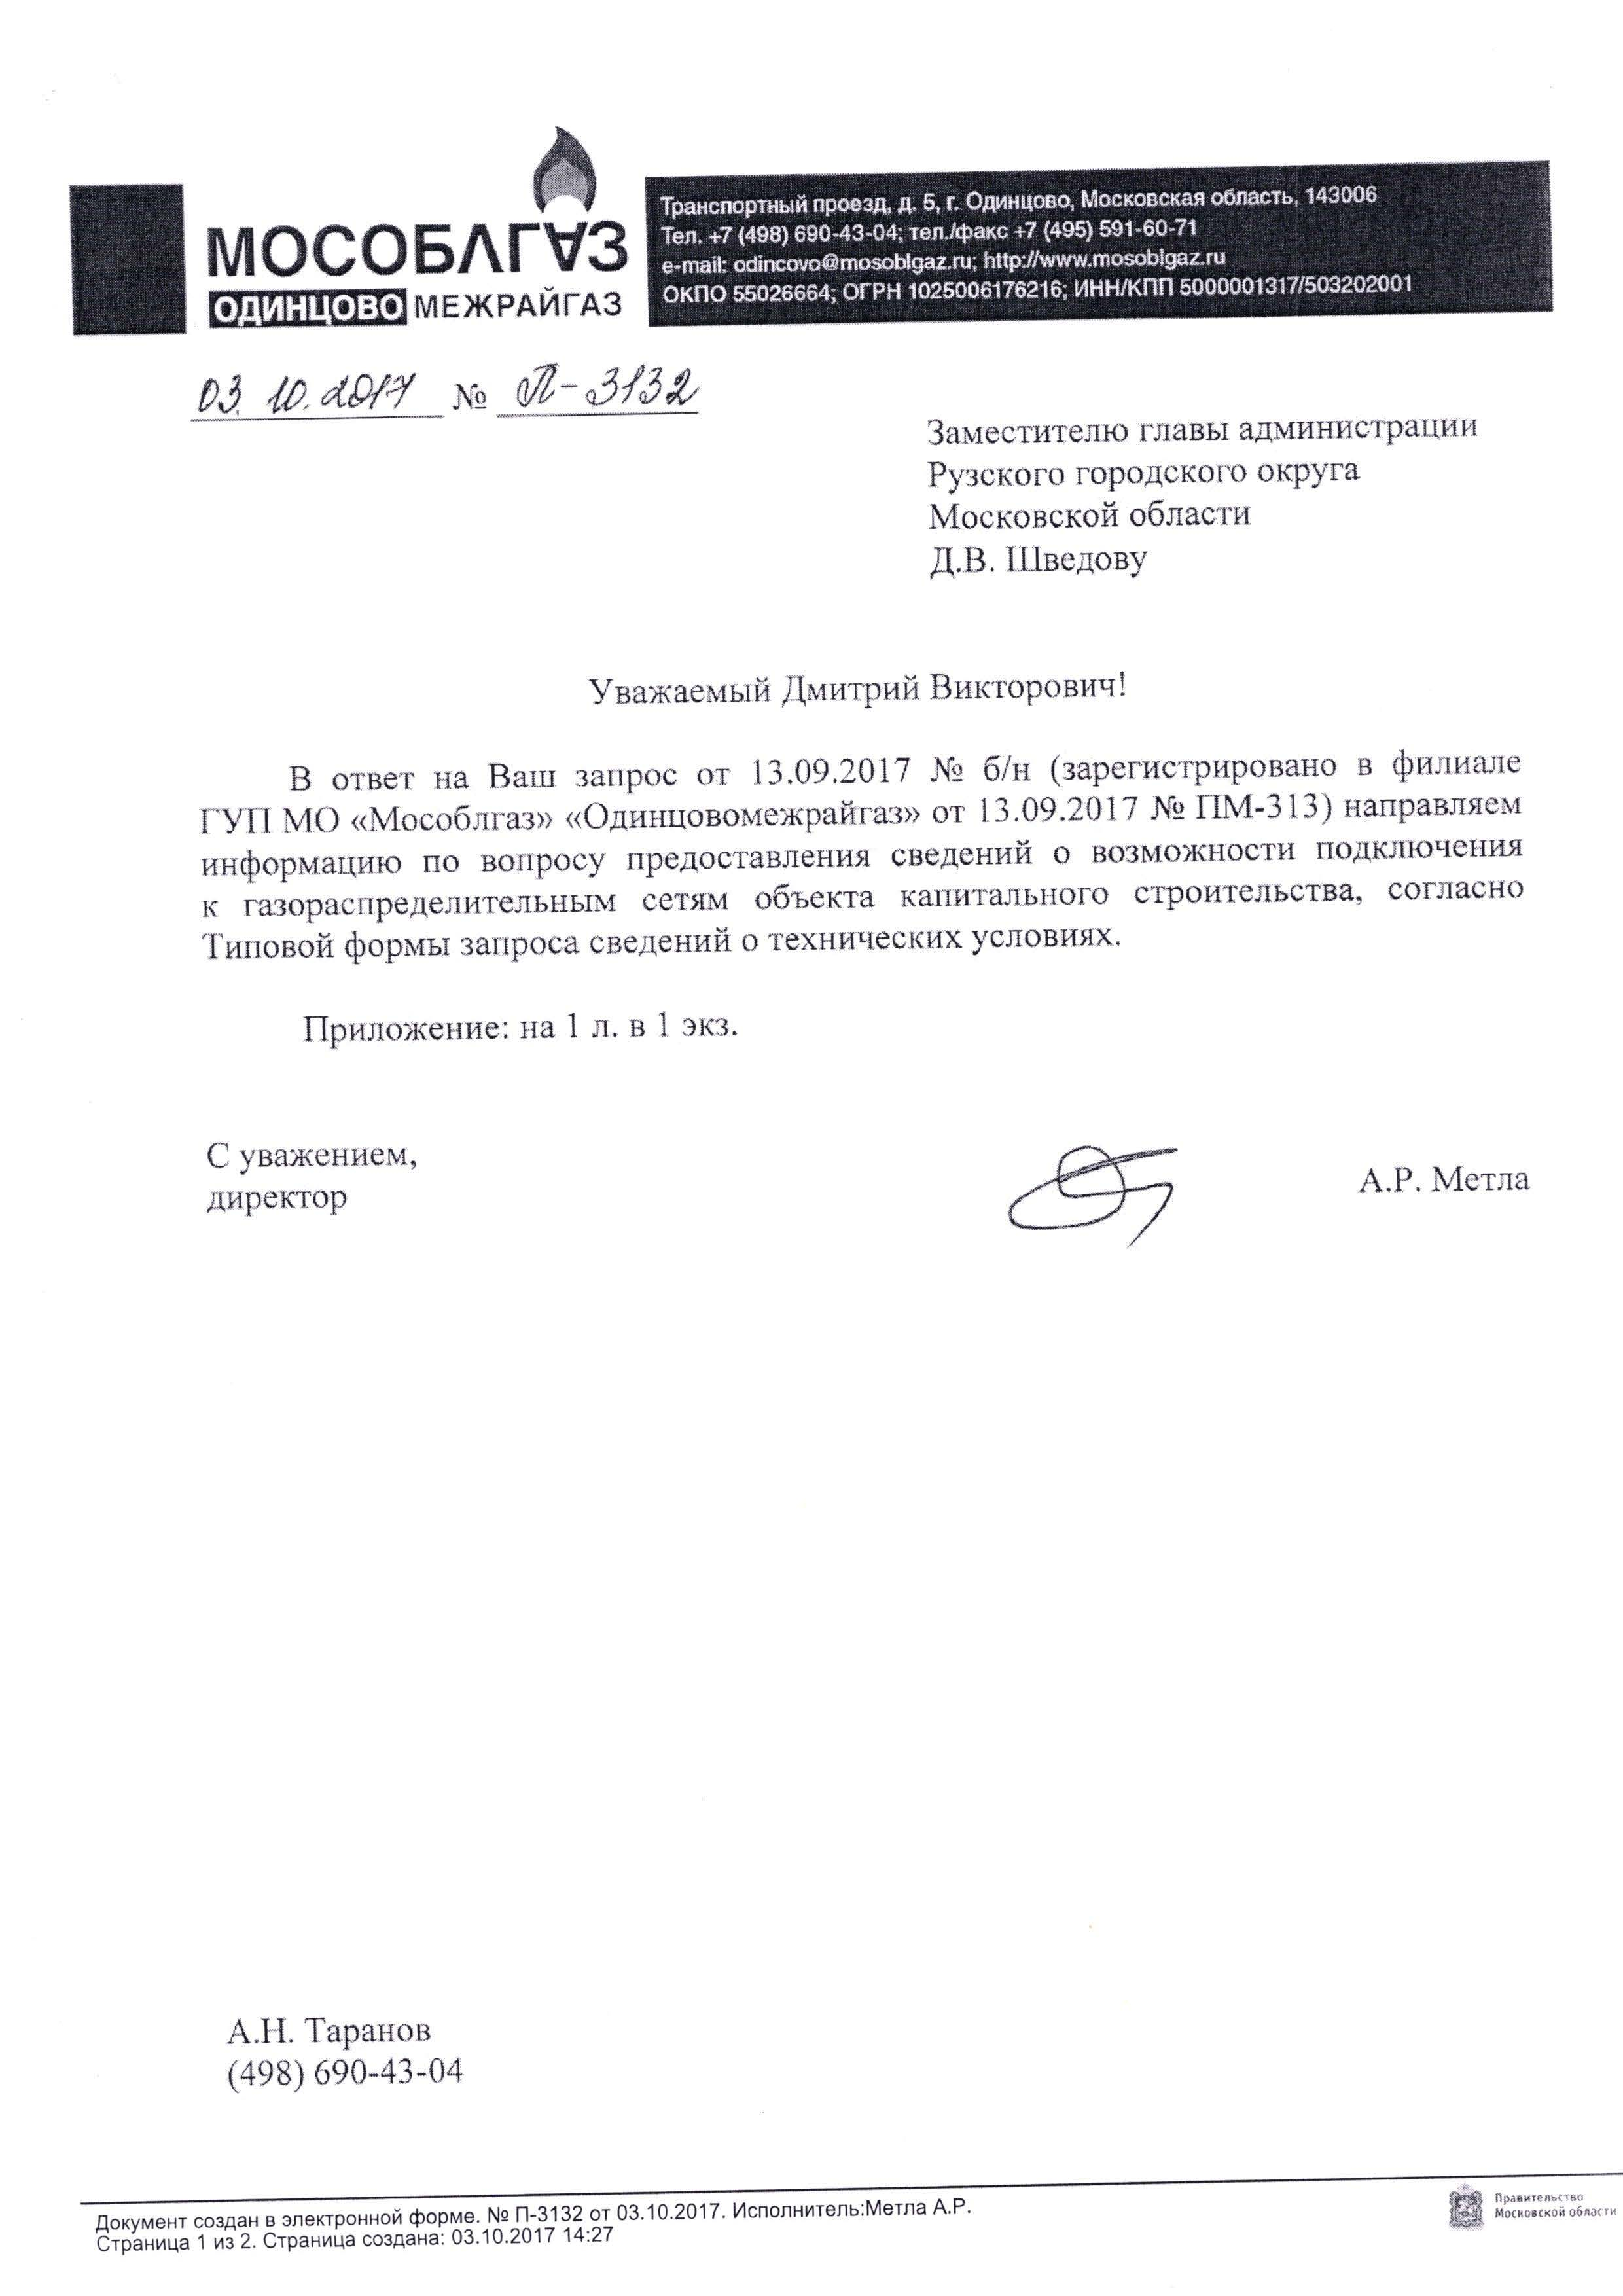 МОСОБЛГАЗ
ОДИНЦОВО МЕЖРАЙГАЗ
Транспортный проезд, д. 5, г. Одинцово, Московская область, 143006
Тел. +7 (498) 690-43-04; тел./факс +7 (495) 591-60-71
e-mail: odincovo@mosoblgaz.ru; http://www.mosoblgaz.ru
ОКПО 55026664; ОГРН 1025006176216; ИНН/КПП 5000001317/503202001
03.10.2017 № П-3132
Заместителю главы администрации
Рузского городского округа
Московской области
Д.В. Шведову
Уважаемый Дмитрий Викторович!
В ответ на Ваш запрос от 13.09.2017 № б/н (зарегистрировано в филиале
ГУП МО «Мособлгаз» «Одинцовомежрайгаз» от 13.09.2017 № ПМ-313) направляем
информацию по вопросу предоставления сведений о возможности подключения
к газораспределительным сетям объекта капитального строительства, согласно
Типовой формы запроса сведений о технических условиях.
Приложение: на 1 л. в 1 экз.
С уважением,
директор
А.Р. Метла
А.Н. Таранов
(498) 690-43-04
Документ создан в электронной форме. № П-3132 от 03.10.2017. Исполнитель:Метла А.Р.
Страница 1 из 2. Страница создана: 03.10.2017 14:27
Правительство
Московской области